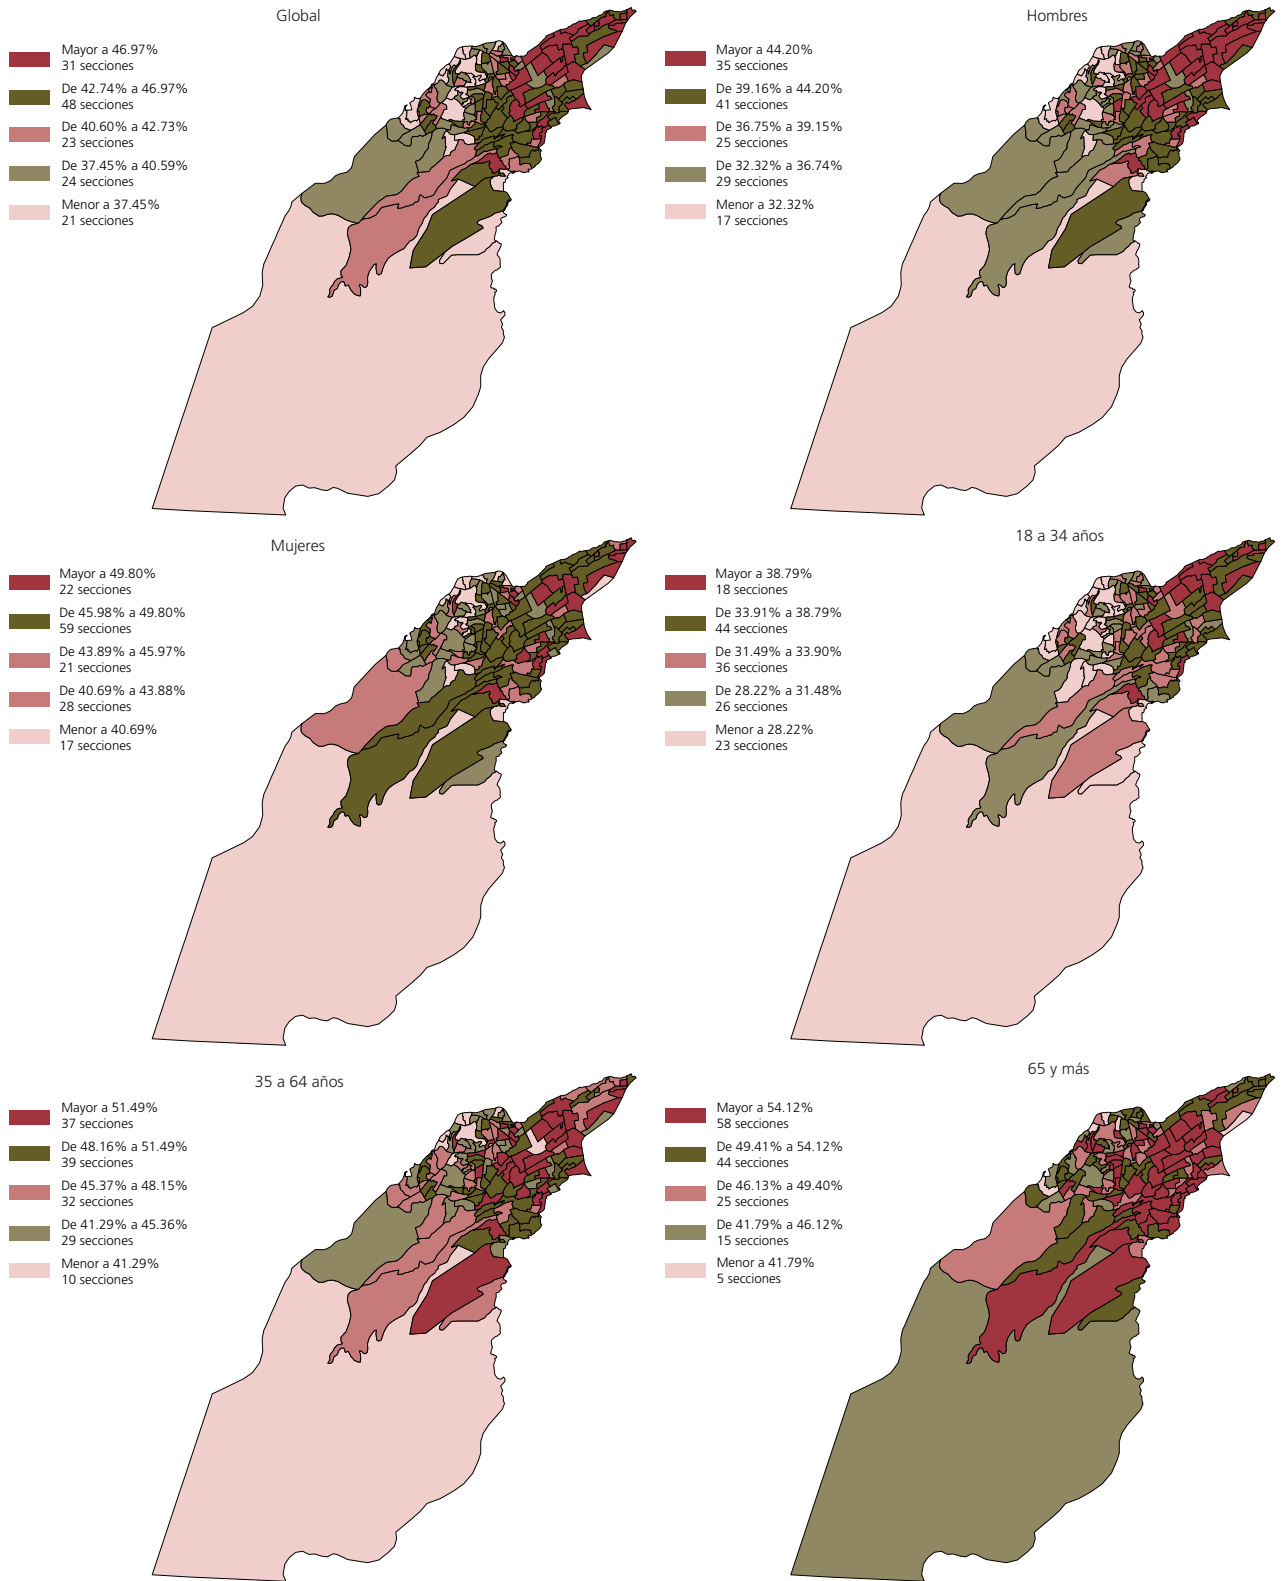 Global
Mayor a 46.97%
31 secciones
De 42.74% a 46.97%
48 secciones
De 40.60% a 42.73%
23 secciones
De 37.45% a 40.59%
24 secciones
Menor a 37.45%
21 secciones
Hombres
Mayor a 44.20%
35 secciones
De 39.16% a 44.20%
41 secciones
De 36.75% a 39.15%
25 secciones
De 32.32% a 36.74%
29 secciones
Menor a 32.32%
17 secciones
Mujeres
Mayor a 49.80%
22 secciones
De 45.98% a 49.80%
59 secciones
De 43.89% a 45.97%
21 secciones
De 40.69% a 43.88%
28 secciones
Menor a 40.69%
17 secciones
18 a 34 años
Mayor a 38.79%
18 secciones
De 33.91% a 38.79%
44 secciones
De 31.49% a 33.90%
36 secciones
De 28.22% a 31.48%
26 secciones
Menor a 28.22%
23 secciones
35 a 64 años
Mayor a 51.49%
37 secciones
De 48.16% a 51.49%
39 secciones
De 45.37% a 48.15%
32 secciones
De 41.29% a 45.36%
29 secciones
Menor a 41.29%
10 secciones
65 y más
Mayor a 54.12%
58 secciones
De 49.41% a 54.12%
44 secciones
De 46.13% a 49.40%
25 secciones
De 41.79% a 46.12%
15 secciones
Menor a 41.79%
5 secciones